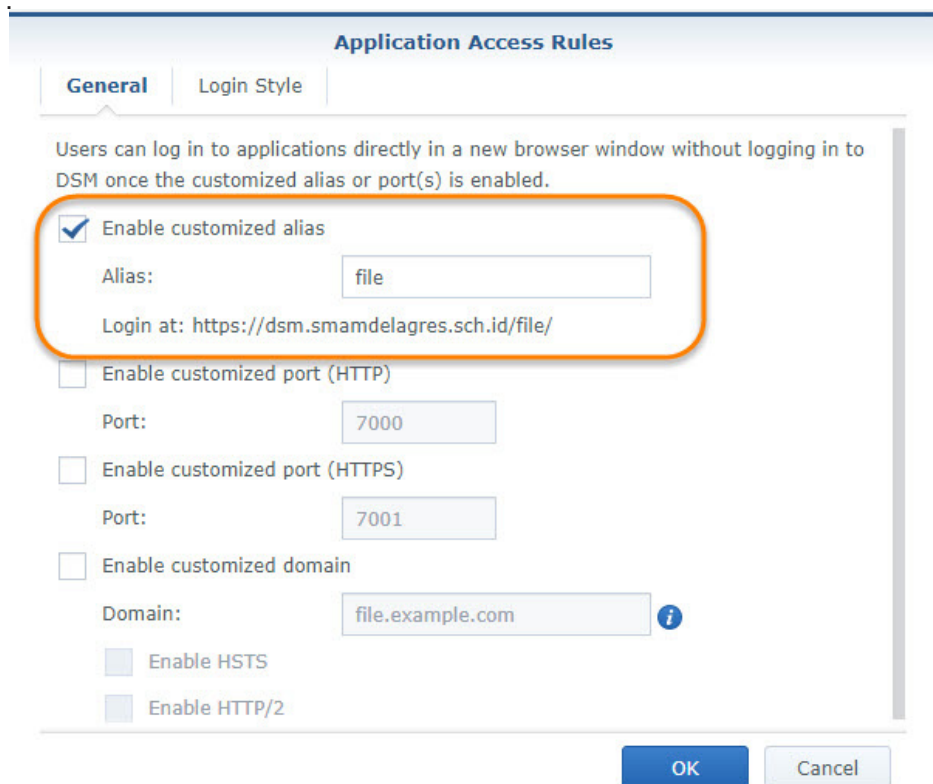 Application Access Rules
General Login Style
Users can log in to applications directly in a new browser window without logging in to
DSM once the customized alias or port(s) is enabled.
Enable customized alias
Alias: file
Login at: https://dsm.smamdelagres.sch.id/file/
Enable customized port (HTTP)
Port: 7000
Enable customized port (HTTPS)
Port: 7001
Enable customized domain
Domain: file.example.com
Enable HSTS
Enable HTTP/2
OK Cancel